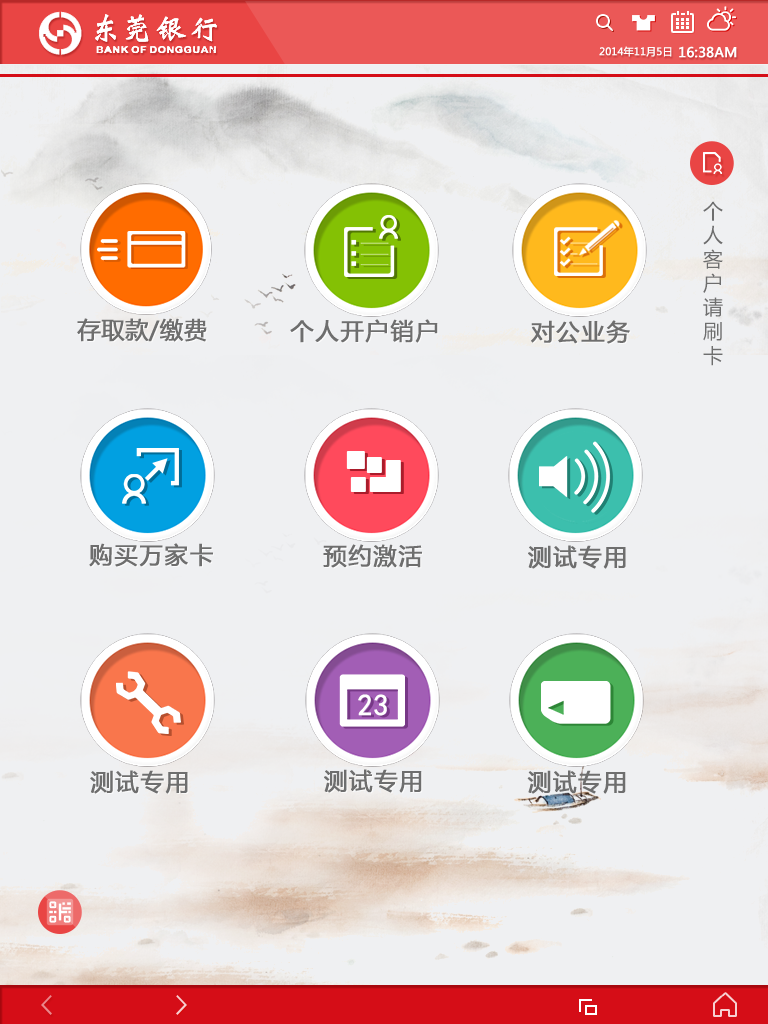 东莞银行
BANK OF DONGGUAN
2014年11月5日 16:38AM
个人客户请刷卡
存取款/缴费
个人开户销户
对公业务
购买万家卡
预约激活
测试专用
23
测试专用
测试专用
测试专用